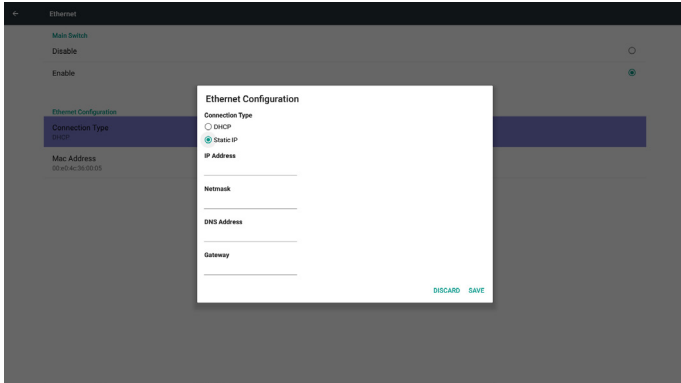 Ethernet
Main Switch
Disable
Enable
Ethernet Configuration
Connection Type
DHCP
Mac Address
Ethernet Configuration
Connection Type
DHCP
Static IP
IP Address
Netmask
DNS Address
Gateway
DISCARD SAVE